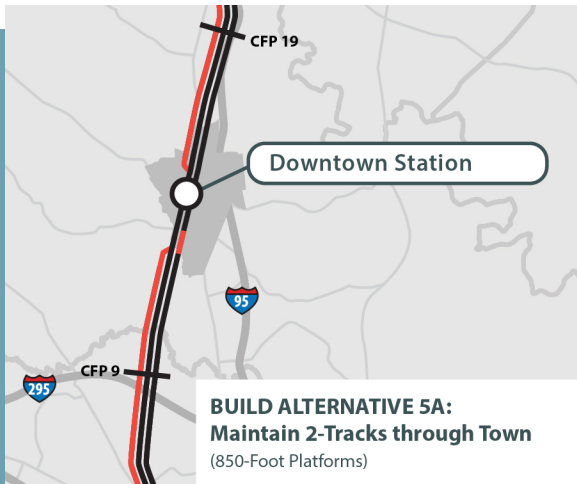 CFP 19
Downtown Station
95
CFP 9
295
BUILD ALTERNATIVE 5A:
Maintain 2-Tracks through Town
(850-Foot Platforms)